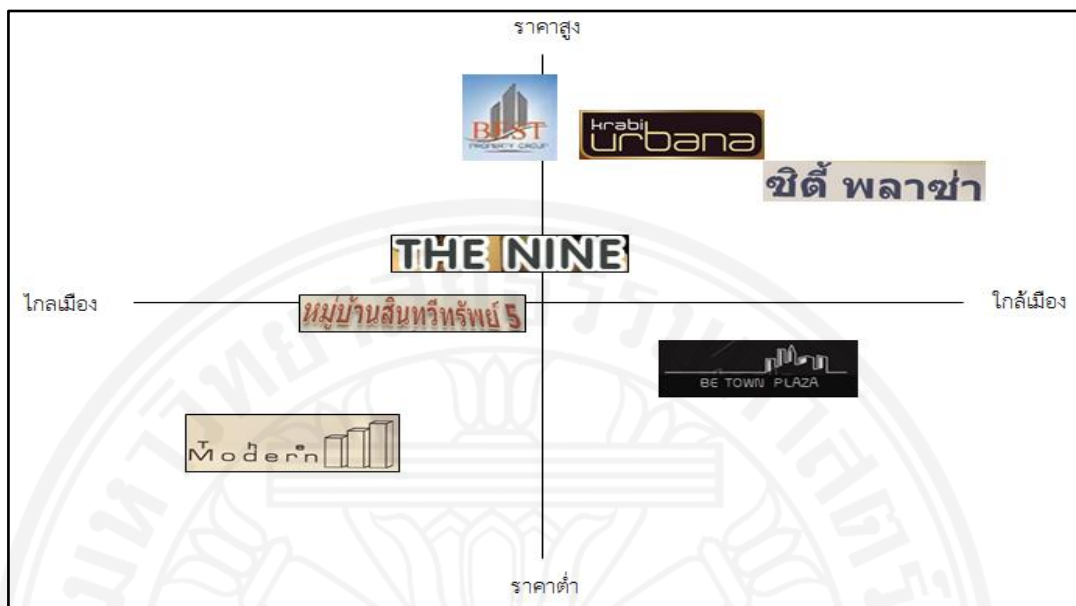 ราคาสูง
BEST
PROPERTY GROUP
krabi
urbana
ซิตี้ พลาซ่า
THE NINE
ไกลเมือง
หมู่บ้านสินทวีทรัพย์ 5
ใกล้เมือง
BE TOWN PLAZA
The
Modern
ราคาต่ำ